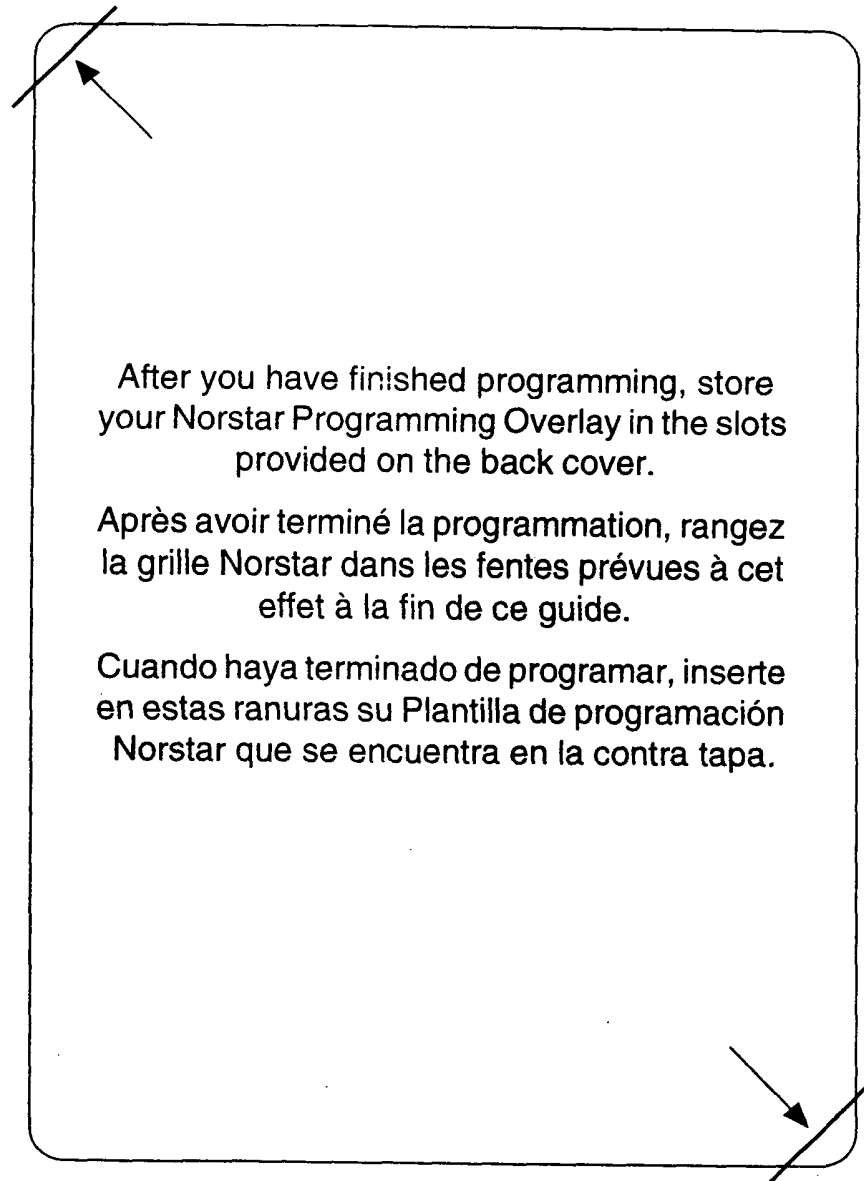 After you have finished programming, store
your Norstar Programming Overlay in the slots
provided on the back cover.
Après avoir terminé la programmation, rangez
la grille Norstar dans les fentes prévues à cet
effet à la fin de ce guide.
Cuando haya terminado de programar, inserte
en estas ranuras su Plantilla de programación
Norstar que se encuentra en la contra tapa.